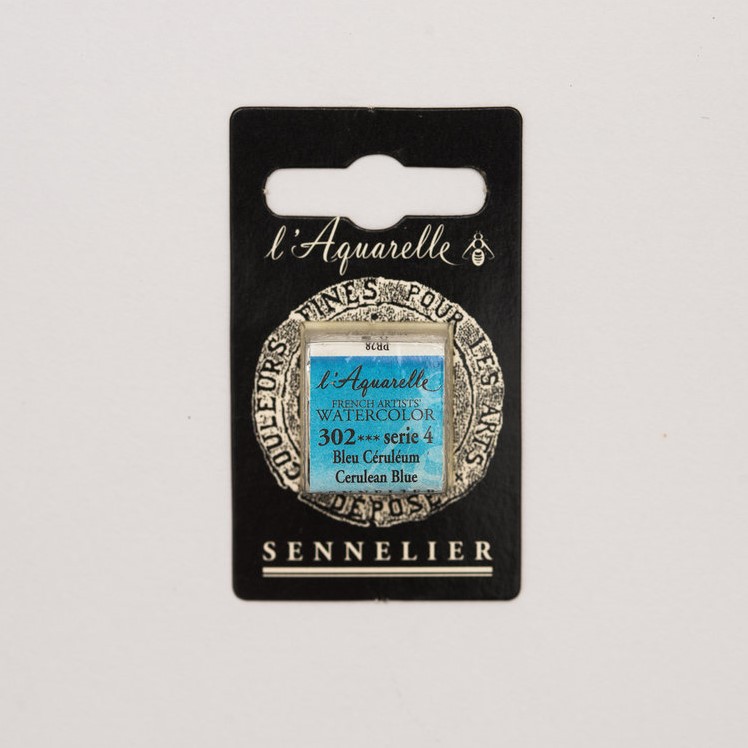 l'Aquarelle
COULEURS FINES POUR LES ARTS
PB28
l'Aquarelle
FRENCH ARTISTS'
WATERCOLOR
302*** serie 4
Bleu Céruléum
Cerulean Blue
DÉPOSÉ
SENNELIER